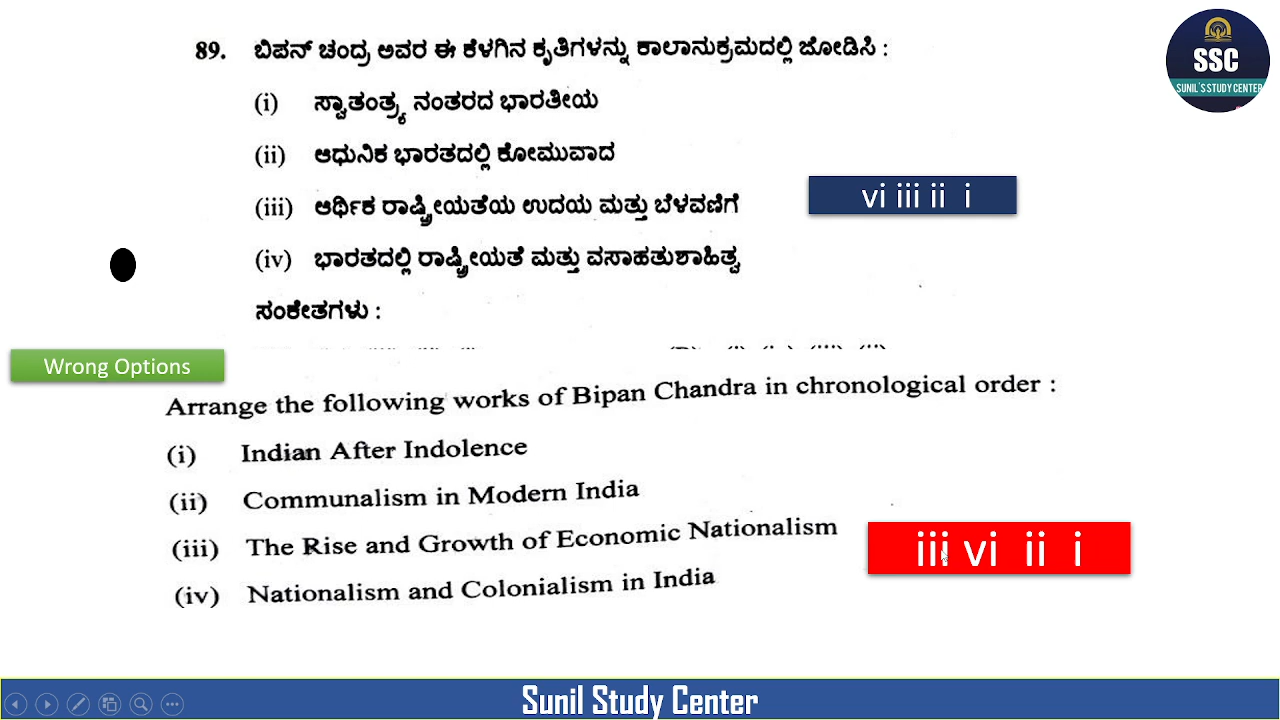 89. ಬಿಪನ್ ಚಂದ್ರ ಅವರ ಈ ಕೆಳಗಿನ ಕೃತಿಗಳನ್ನು ಕಾಲಾನುಕ್ರಮದಲ್ಲಿ ಜೋಡಿಸಿ :
(i) ಸ್ವಾತಂತ್ರ್ಯ ನಂತರದ ಭಾರತೀಯ
(ii) ಆಧುನಿಕ ಭಾರತದಲ್ಲಿ ಕೋಮುವಾದ
(iii) ಆರ್ಥಿಕ ರಾಷ್ಟ್ರೀಯತೆಯ ಉದಯ ಮತ್ತು ಬೆಳವಣಿಗೆ
vi iii ii i
(iv) ಭಾರತದಲ್ಲಿ ರಾಷ್ಟ್ರೀಯತೆ ಮತ್ತು ವಸಾಹತುಶಾಹಿತ್ವ
ಸಂಕೇತಗಳು :
Wrong Options
Arrange the following works of Bipan Chandra in chronological order :
(i) Indian After Indolence
(ii) Communalism in Modern India
(iii) The Rise and Growth of Economic Nationalism
iii vi ii i
(iv) Nationalism and Colonialism in India
SSC
SUNIL'S STUDY CENTER
Sunil Study Center